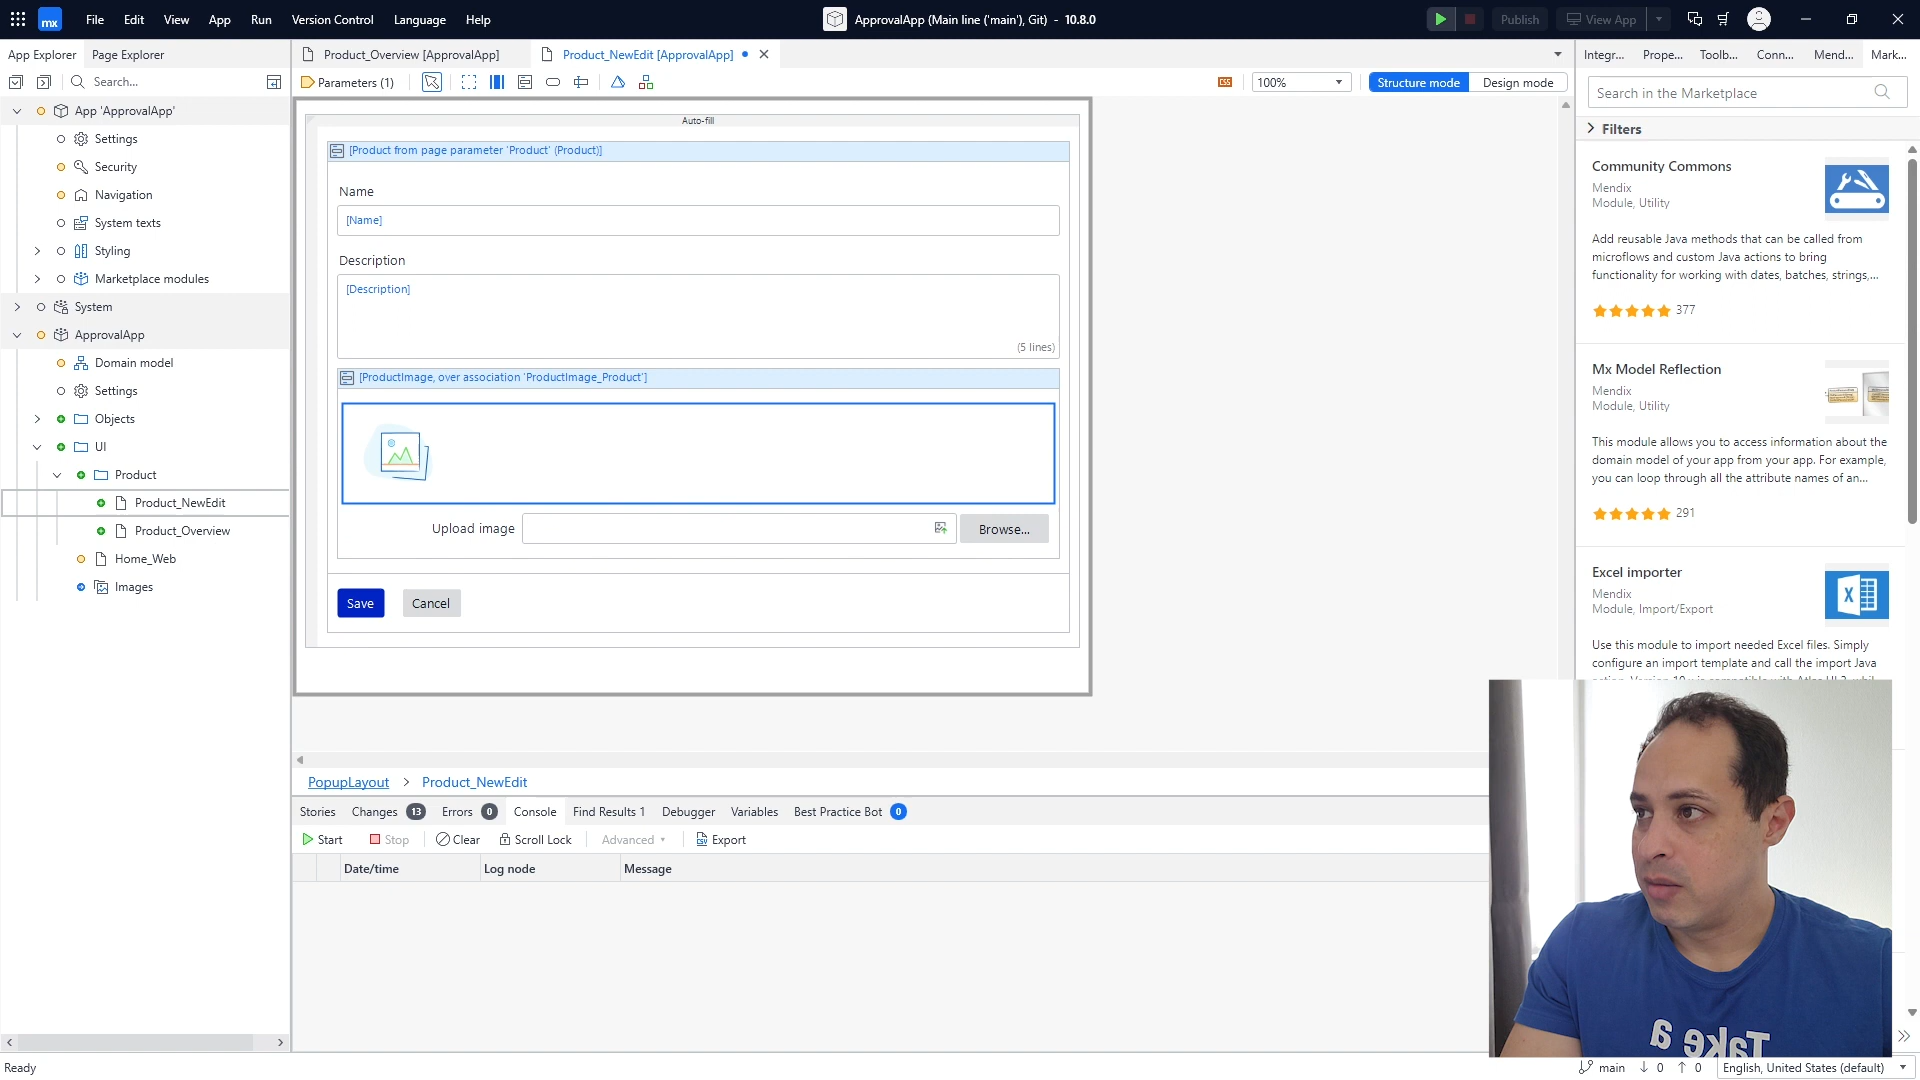 mx File Edit View App Run Version Control Language Help ApprovalApp (Main line ('main'), Git) - 10.8.0 Publish View App
App Explorer Page Explorer
Search...
App 'ApprovalApp'
Settings
Security
Navigation
System texts
Styling
Marketplace modules
System
ApprovalApp
Domain model
Settings
Objects
UI
Product
Product_NewEdit
Product_Overview
Home_Web
Images
Product_Overview [ApprovalApp] Product_NewEdit [ApprovalApp]
Parameters (1) CSS 100% Structure mode Design mode
Auto-fill
[Product from page parameter 'Product' (Product)]
Name
[Name]
Description
[Description]
(5 lines)
[ProductImage, over association 'ProductImage_Product']
Upload image Browse...
Save Cancel
PopupLayout > Product_NewEdit
Stories Changes 13 Errors 0 Console Find Results 1 Debugger Variables Best Practice Bot 0
Start Stop Clear Scroll Lock Advanced Export
Date/time Log node Message
Integr... Prope... Toolb... Conn... Mend... Mark...
Search in the Marketplace
Filters
Community Commons
Mendix
Module, Utility
Add reusable Java methods that can be called from
microflows and custom Java actions to bring
functionality for working with dates, batches, strings,...
377
Mx Model Reflection
Mendix
Module, Utility
This module allows you to access information about the
domain model of your app from your app. For example,
you can loop through all the attribute names of an...
291
Excel importer
Mendix
Module, Import/Export
Use this module to import needed Excel files. Simply
configure an import template and call the import Java
Take a
Ready
main 0 0 English, United States (default)